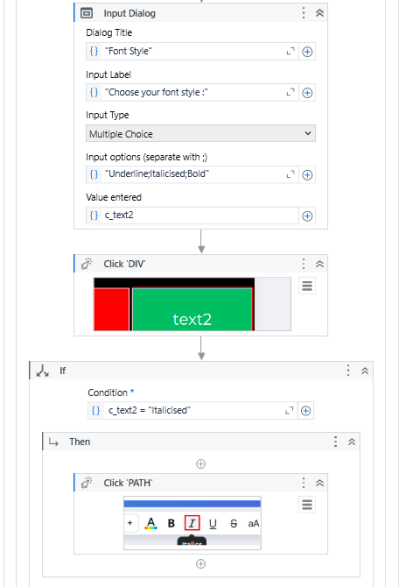 Input Dialog
Dialog Title
{} "Font Style"
Input Label
{} "Choose your font style :"
Input Type
Multiple Choice
Input options (separate with ;)
{} "Underline;Italicised;Bold"
Value entered
{} c_text2
Click 'DIV'
text2
If
Condition *
{} c_text2 = "Italicised"
Then
Click 'PATH'
+ A B I U S aA
Italics